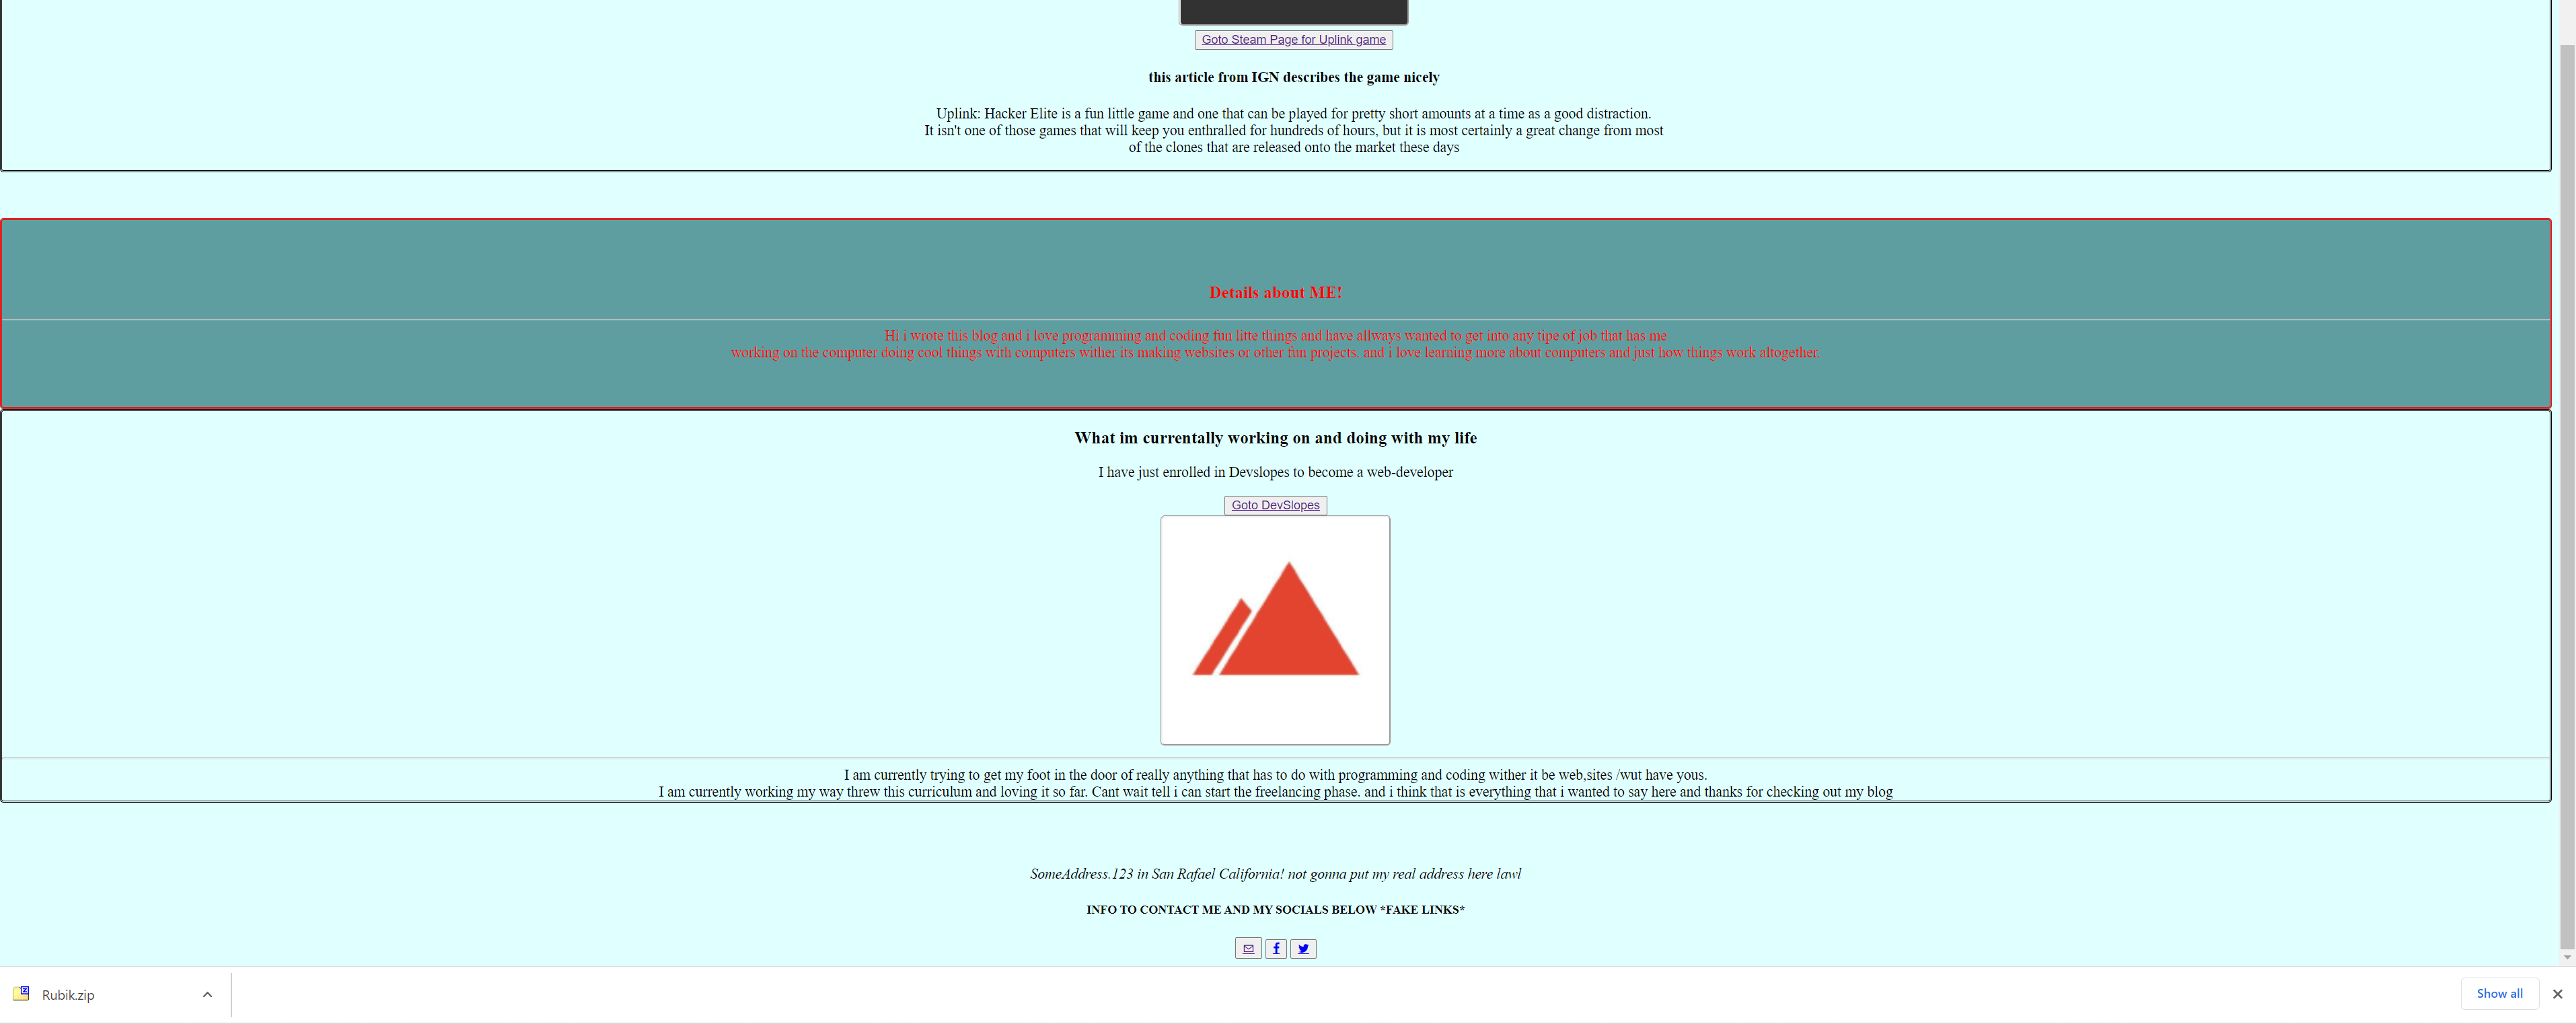 Goto Steam Page for Uplink game
this article from IGN describes the game nicely
Uplink: Hacker Elite is a fun little game and one that can be played for pretty short amounts at a time as a good distraction.
It isn't one of those games that will keep you enthralled for hundreds of hours, but it is most certainly a great change from most
of the clones that are released onto the market these days
Details about ME!
Hi i wrote this blog and i love programming and coding fun litte things and have allways wanted to get into any tipe of job that has me
working on the computer doing cool things with computers wither its making websites or other fun projects. and i love learning more about computers and just how things work altogether.
What im currentally working on and doing with my life
I have just enrolled in Devslopes to become a web-developer
Goto DevSlopes
I am currently trying to get my foot in the door of really anything that has to do with programming and coding wither it be web,sites /wut have yous.
I am currently working my way threw this curriculum and loving it so far. Cant wait tell i can start the freelancing phase. and i think that is everything that i wanted to say here and thanks for checking out my blog
SomeAddress.123 in San Rafael California! not gonna put my real address here lawl
INFO TO CONTACT ME AND MY SOCIALS BELOW *FAKE LINKS*
Rubik.zip
Show all